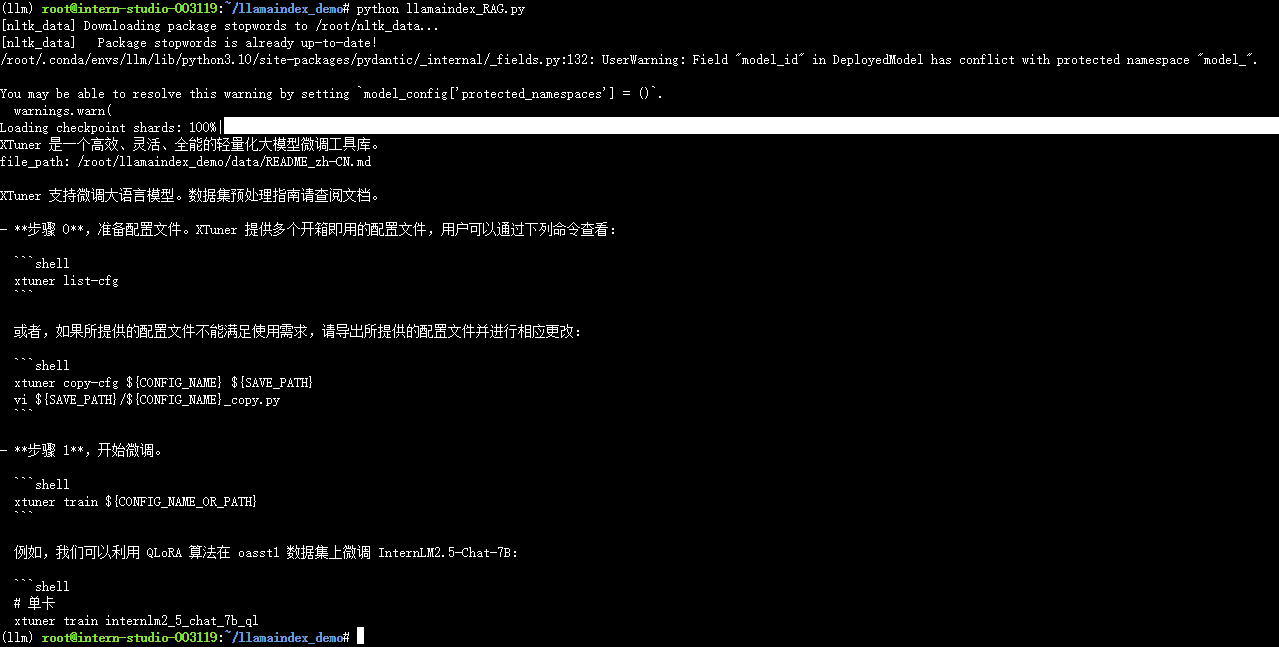 (llm) root@intern-studio-003119:~/llamaindex_demo# python llamaindex_RAG.py
[nltk_data] Downloading package stopwords to /root/nltk_data...
[nltk_data]   Package stopwords is already up-to-date!
/root/.conda/envs/llm/lib/python3.10/site-packages/pydantic/_internal/_fields.py:132: UserWarning: Field "model_id" in DeployedModel has conflict with protected namespace "model_".

You may be able to resolve this warning by setting `model_config['protected_namespaces'] = ()`.
  warnings.warn(
Loading checkpoint shards: 100%|
XTuner 是一个高效、灵活、全能的轻量化大模型微调工具库。
file_path: /root/llamaindex_demo/data/README_zh-CN.md

XTuner 支持微调大语言模型。数据集预处理指南请查阅文档。

- **步骤 0**，准备配置文件。XTuner 提供多个开箱即用的配置文件，用户可以通过下列命令查看：

  ```shell
  xtuner list-cfg
  ```

  或者，如果所提供的配置文件不能满足使用需求，请导出所提供的配置文件并进行相应更改：

  ```shell
  xtuner copy-cfg ${CONFIG_NAME} ${SAVE_PATH}
  vi ${SAVE_PATH}/${CONFIG_NAME}_copy.py
  ```

- **步骤 1**，开始微调。

  ```shell
  xtuner train ${CONFIG_NAME_OR_PATH}
  ```

  例如，我们可以利用 QLoRA 算法在 oasst1 数据集上微调 InternLM2.5-Chat-7B：

  ```shell
  # 单卡
  xtuner train internlm2_5_chat_7b_ql
(llm) root@intern-studio-003119:~/llamaindex_demo#